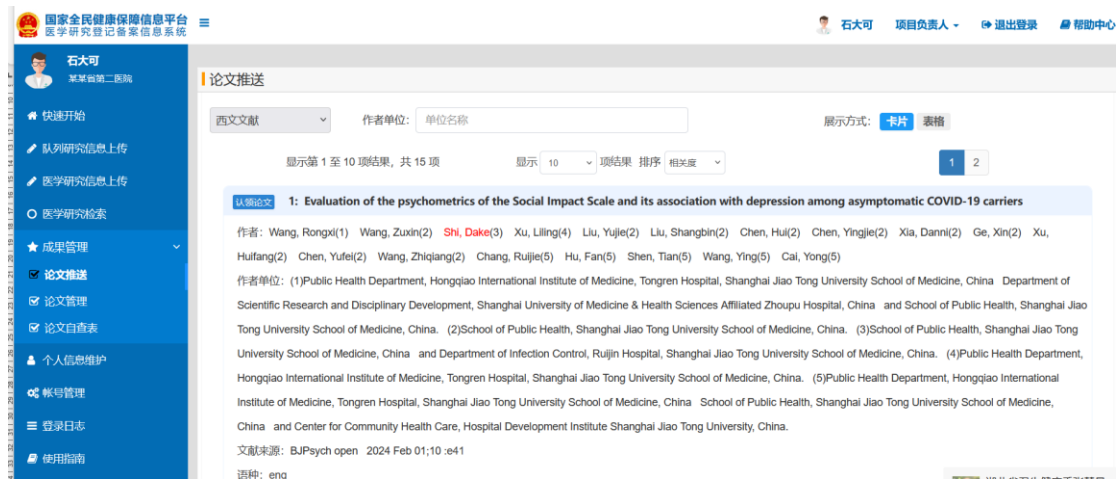 国家全民健康保障信息平台
医学研究登记备案信息系统
石大可 项目负责人 退出登录 帮助中心
石大可
某某省第二医院
快速开始
队列研究信息上传
医学研究信息上传
医学研究检索
成果管理
论文推送
论文管理
论文自查表
个人信息维护
帐号管理
登录日志
使用指南
论文推送
西文文献 作者单位： 单位名称 展示方式： 卡片 表格
显示第 1 至 10 项结果，共 15 项 显示 10 项结果 排序 相关度 1 2
认领论文 1: Evaluation of the psychometrics of the Social Impact Scale and its association with depression among asymptomatic COVID-19 carriers
作者：Wang, Rongxi(1) Wang, Zuxin(2) Shi, Dake(3) Xu, Liling(4) Liu, Yujie(2) Liu, Shangbin(2) Chen, Hui(2) Chen, Yingjie(2) Xia, Danni(2) Ge, Xin(2) Xu,
Huifang(2) Chen, Yufei(2) Wang, Zhiqiang(2) Chang, Ruijie(5) Hu, Fan(5) Shen, Tian(5) Wang, Ying(5) Cai, Yong(5)
作者单位：(1)Public Health Department, Hongqiao International Institute of Medicine, Tongren Hospital, Shanghai Jiao Tong University School of Medicine, China Department of
Scientific Research and Disciplinary Development, Shanghai University of Medicine & Health Sciences Affiliated Zhoupu Hospital, China and School of Public Health, Shanghai Jiao
Tong University School of Medicine, China. (2)School of Public Health, Shanghai Jiao Tong University School of Medicine, China. (3)School of Public Health, Shanghai Jiao Tong
University School of Medicine, China and Department of Infection Control, Ruijin Hospital, Shanghai Jiao Tong University School of Medicine, China. (4)Public Health Department,
Hongqiao International Institute of Medicine, Tongren Hospital, Shanghai Jiao Tong University School of Medicine, China. (5)Public Health Department, Hongqiao International
Institute of Medicine, Tongren Hospital, Shanghai Jiao Tong University School of Medicine, China School of Public Health, Shanghai Jiao Tong University School of Medicine,
China and Center for Community Health Care, Hospital Development Institute Shanghai Jiao Tong University, China.
文献来源：BJPsych open 2024 Feb 01;10 :e41
语种：eng